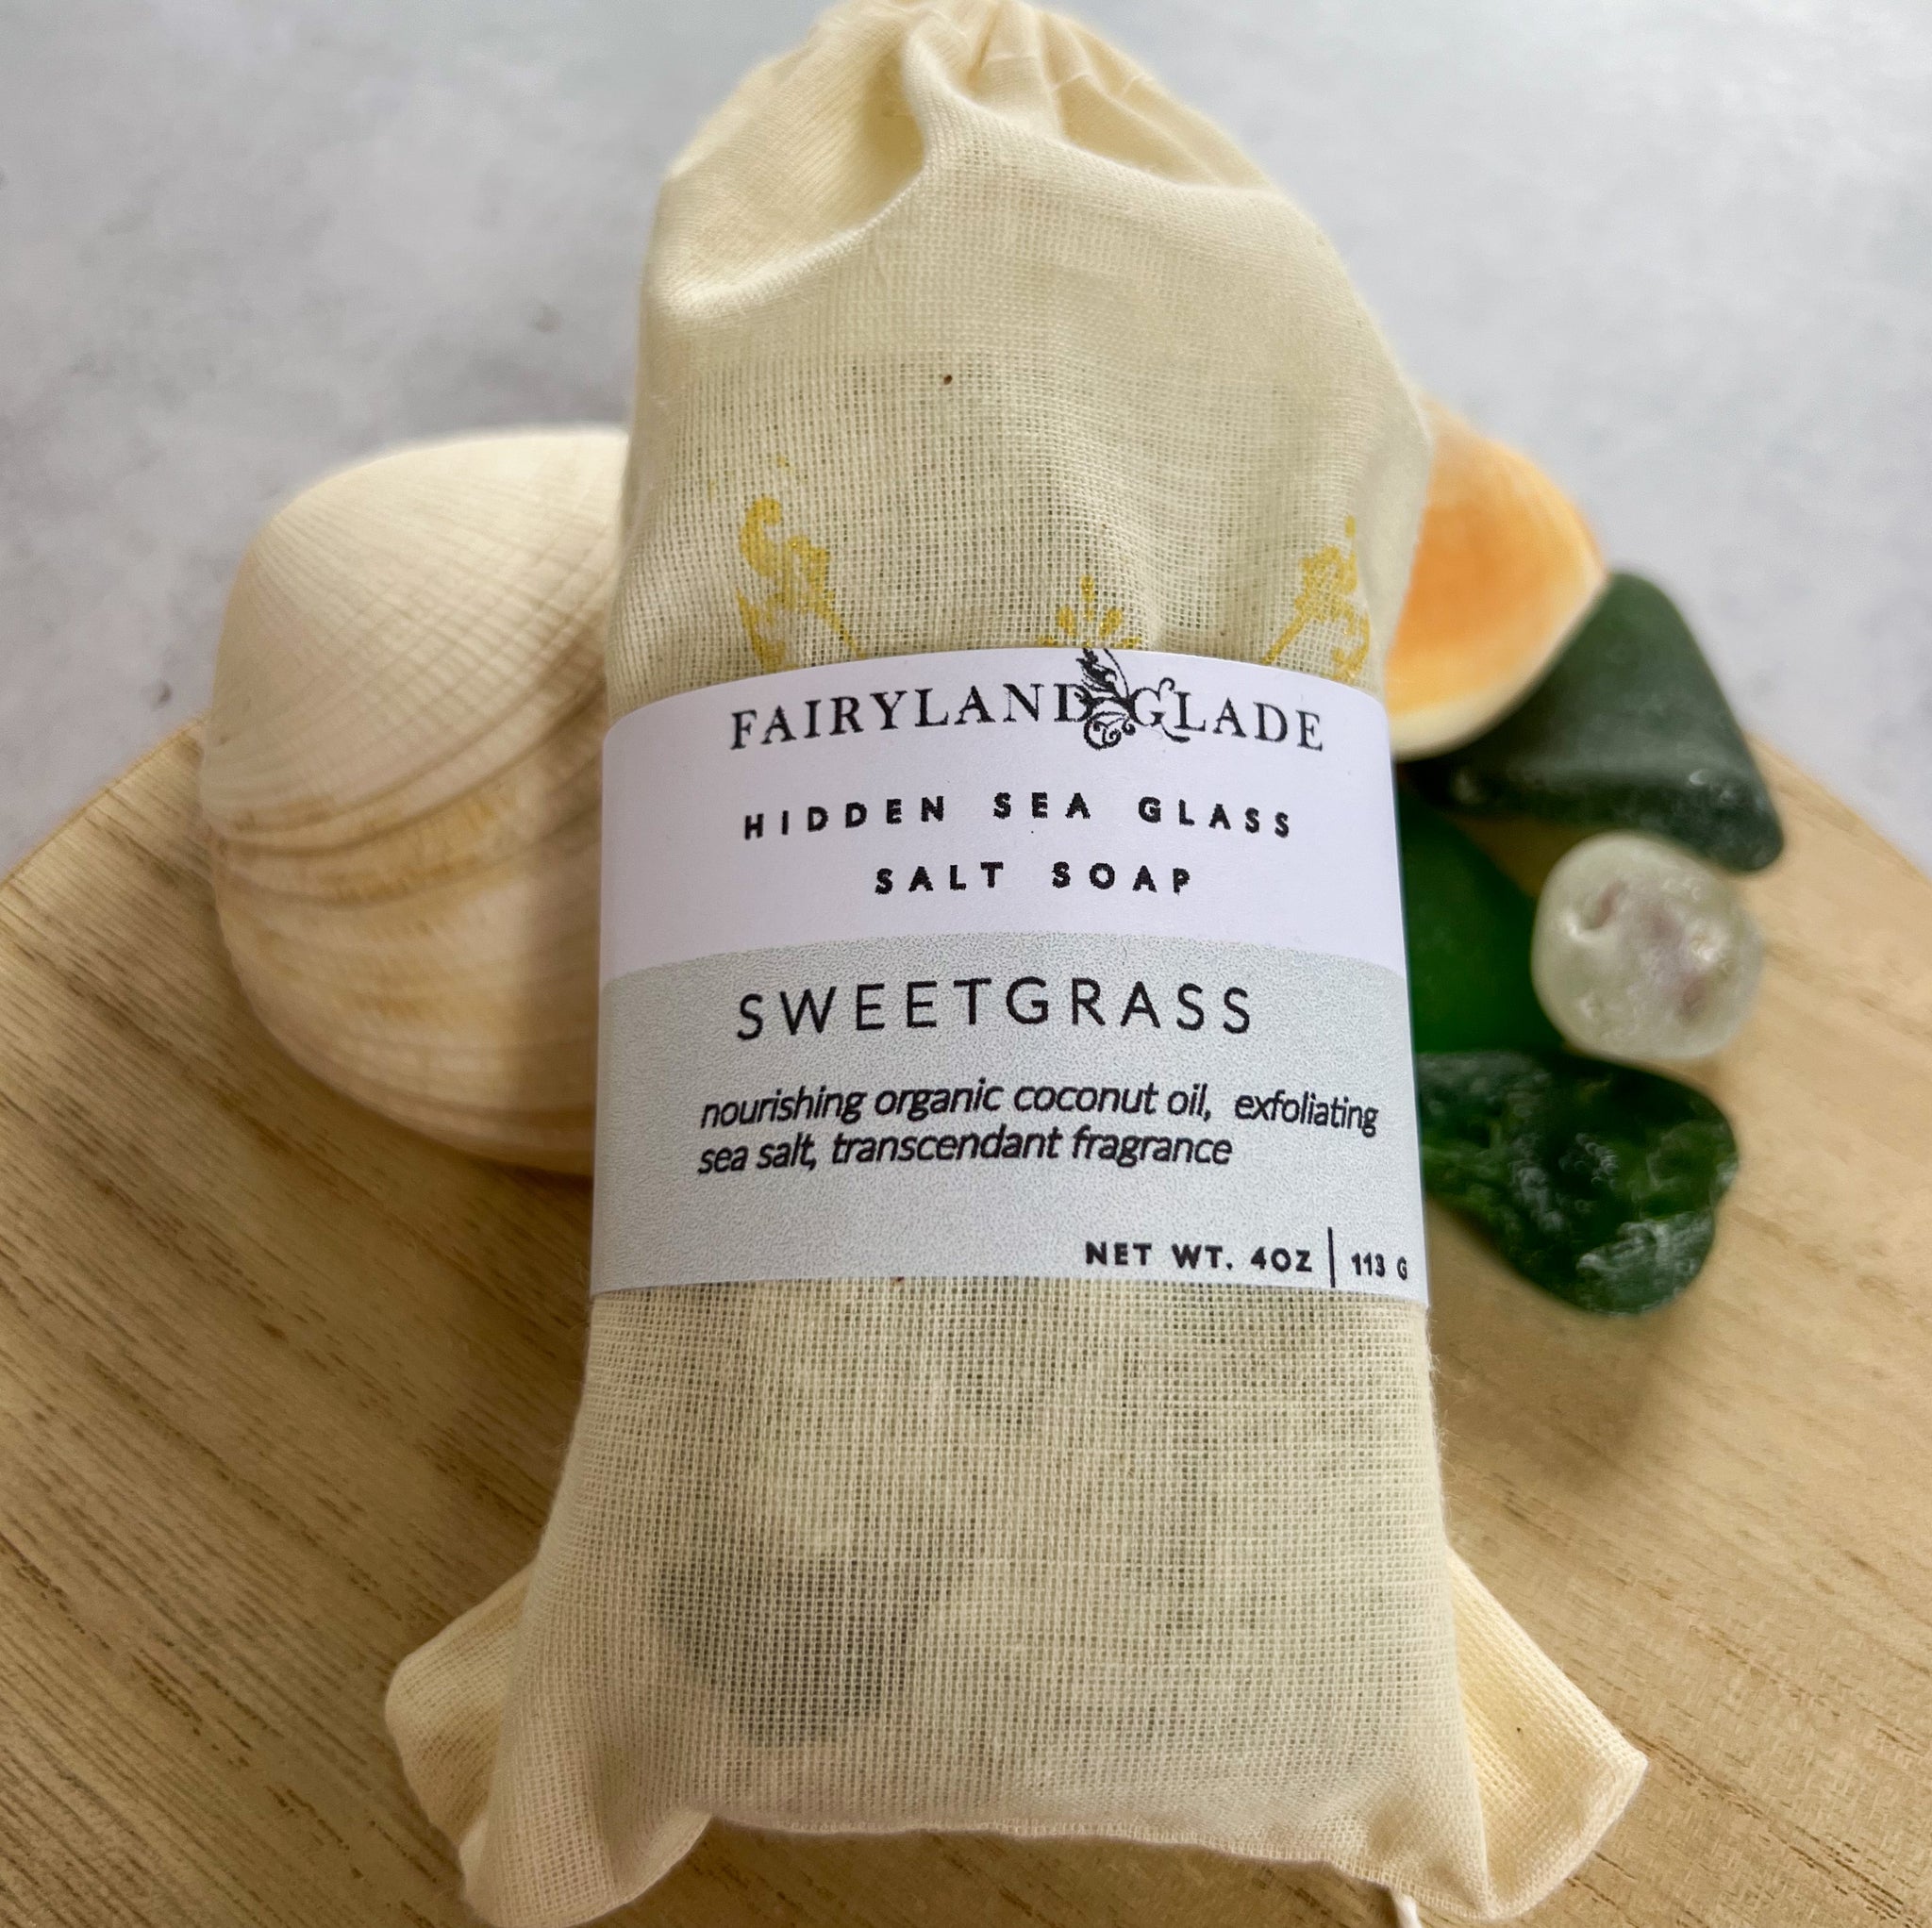 FAIRYLAND GLADE
HIDDEN SEA GLASS
SALT SOAP
SWEETGRASS
nourishing organic coconut oil, exfoliating
sea salt, transcendant fragrance
NET WT. 4OZ | 113 G